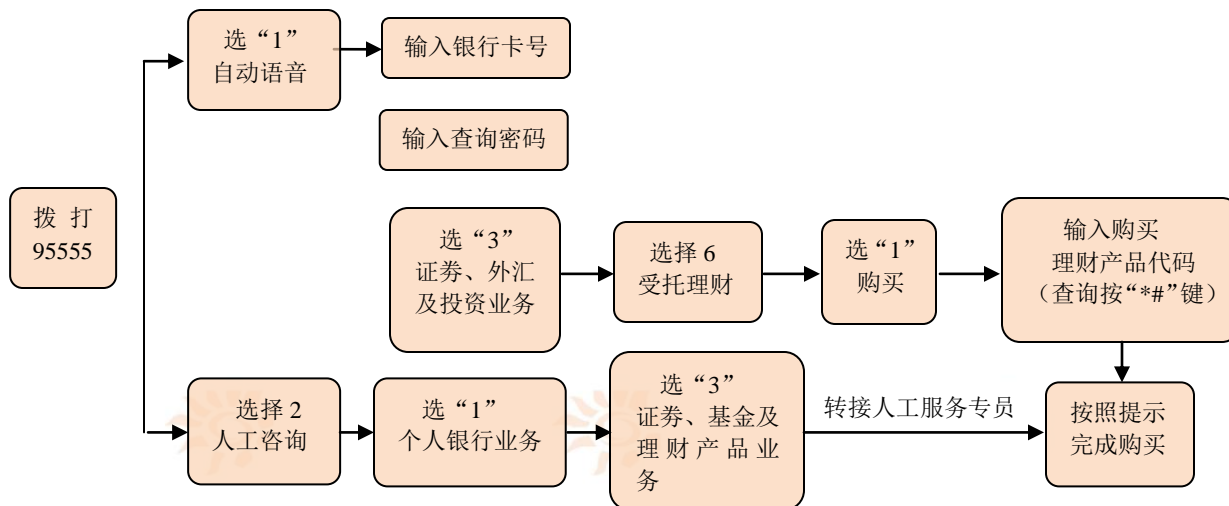 选“1”
自动语音
输入银行卡号
输入查询密码
拨 打
95555
选“3”
证券、外汇
及投资业务
选择 6
受托理财
选“1”
购买
输入购买
理财产品代码
（查询按“*#”键）
选择 2
人工咨询
选“1”
个人银行业务
选“3”
证券、基金及
理财产品业
务
转接人工服务专员
按照提示
完成购买